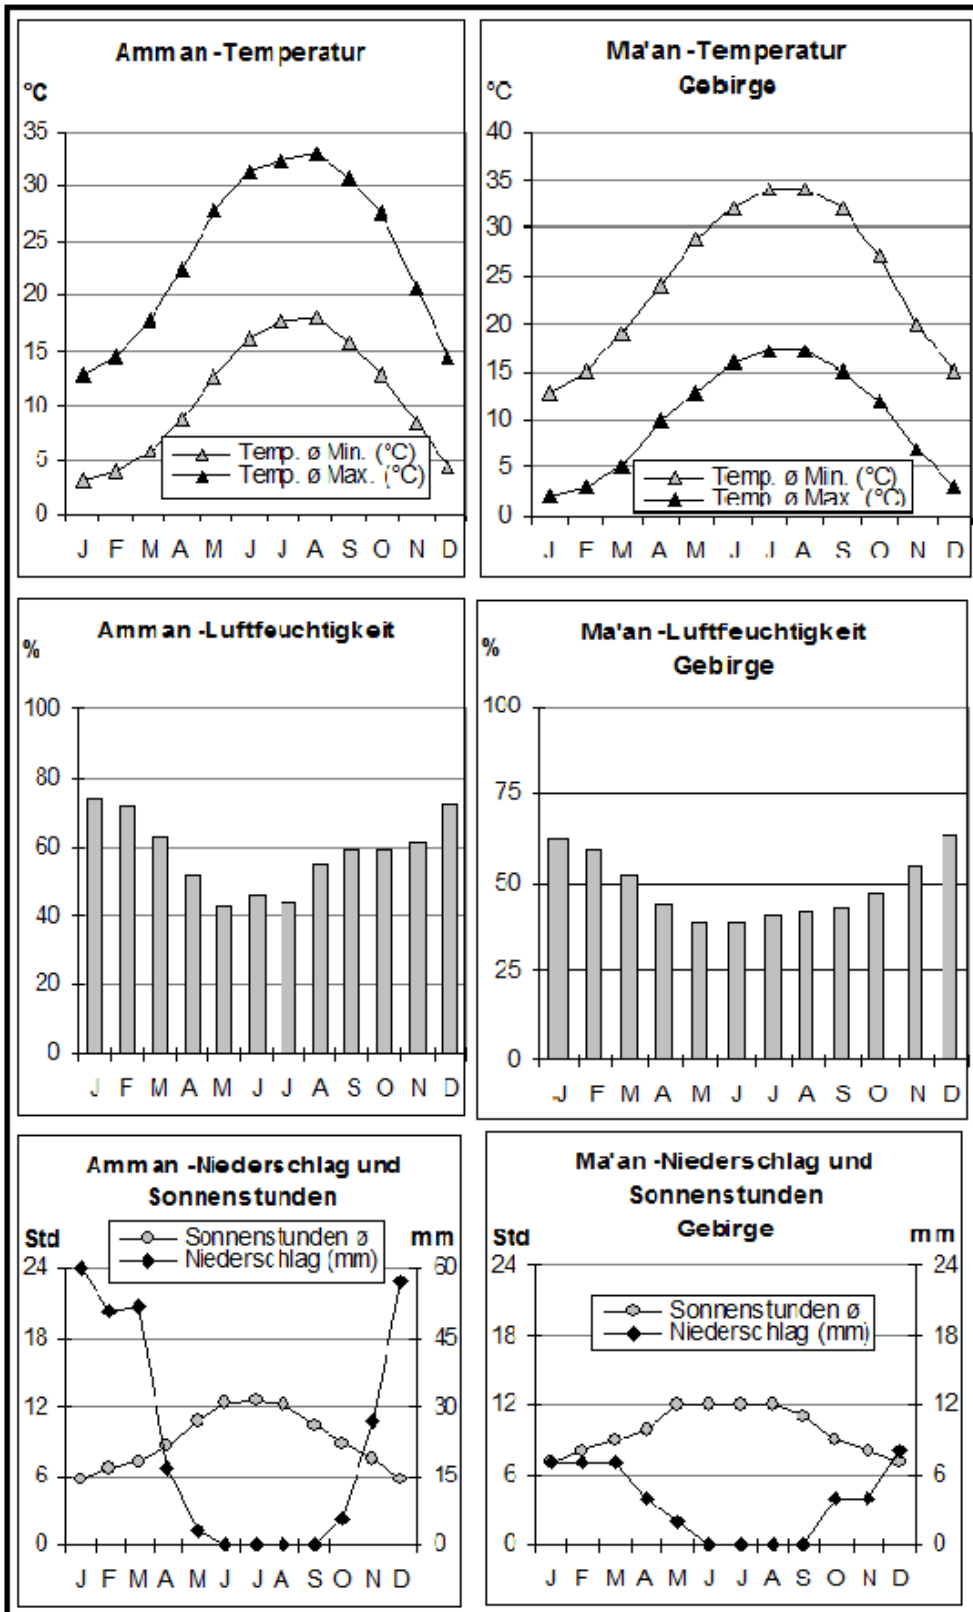 Amman -Temperatur
°C
35
30
25
20
15
10
5
0
Temp. ø Min. (°C)
Temp. ø Max. (°C)
J F M A M J J A S O N D
Ma'an -Temperatur
Gebirge
°C
40
35
30
25
20
15
10
5
0
Temp. ø Min. (°C)
Temp. ø Max. (°C)
J F M A M J J A S O N D
Amman -Luftfeuchtigkeit
%
100
80
60
40
20
0
J F M A M J J A S O N D
Ma'an -Luftfeuchtigkeit
Gebirge
%
100
75
50
25
0
J F M A M J J A S O N D
Amman -Niederschlag und
Sonnenstunden
Std mm
Sonnenstunden ø
Niederschlag (mm)
24 60
18 45
12 30
6 15
0 0
J F M A M J J A S O N D
Ma'an -Niederschlag und
Sonnenstunden
Gebirge
Std mm
24 24
Sonnenstunden ø
Niederschlag (mm)
18 18
12 12
6 6
0 0
J F M A M J J A S O N D